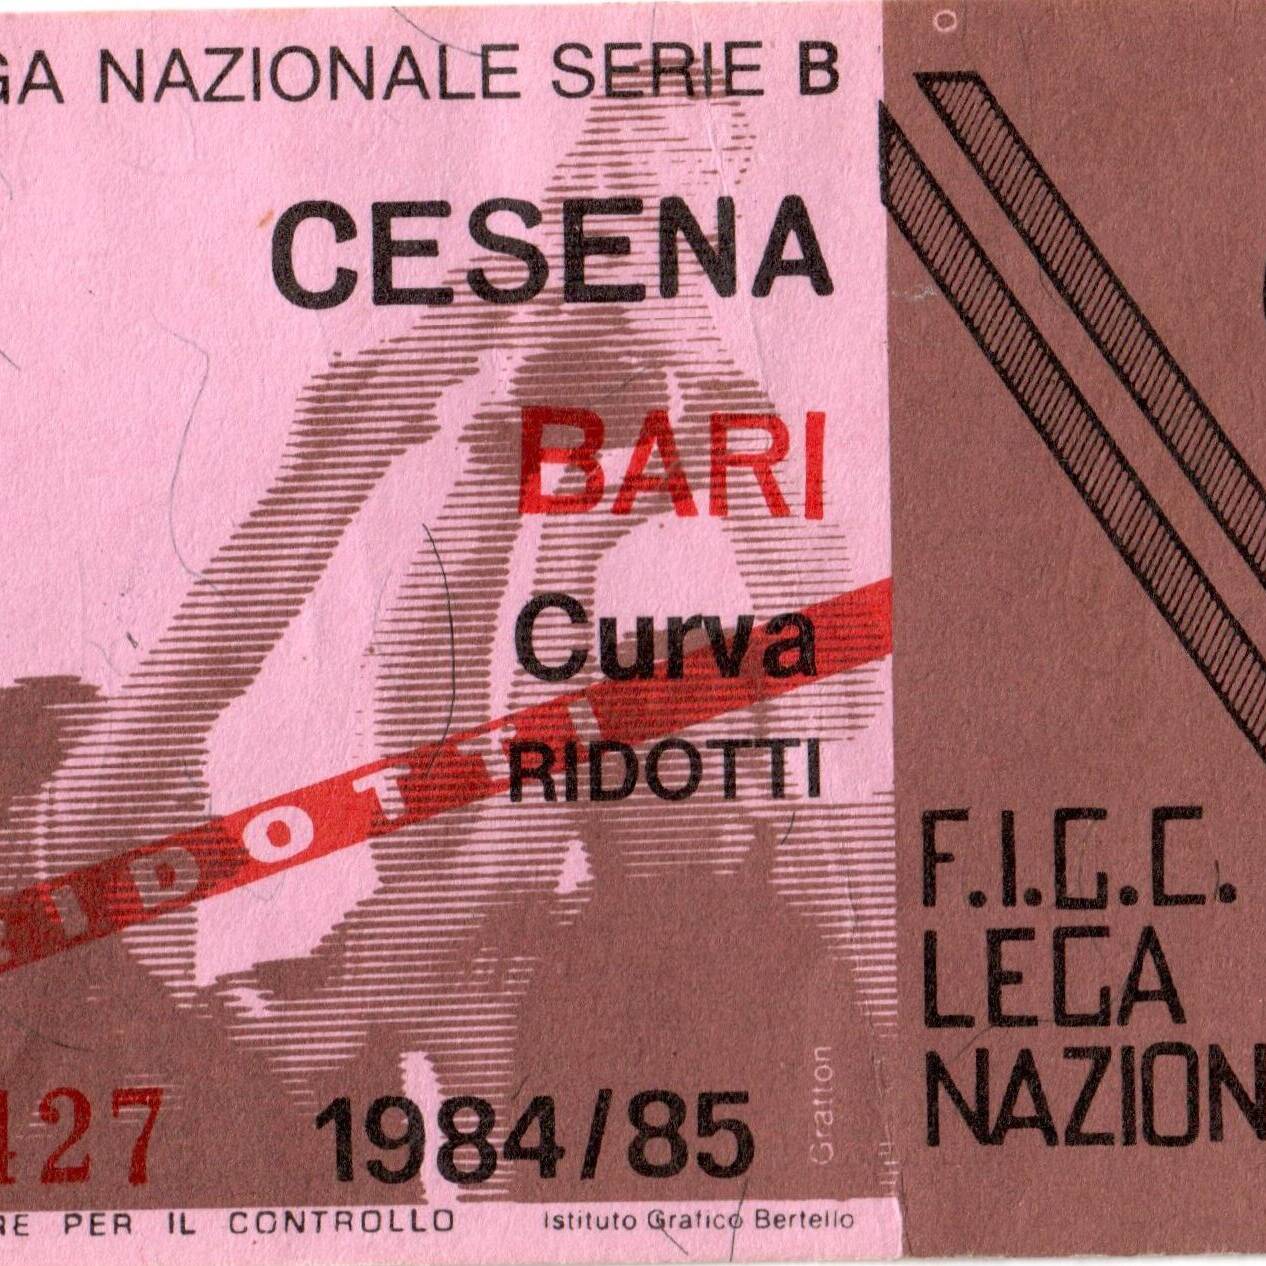 GA NAZIONALE SERIE B
CESENA
BARI
Curva
RIDOTTI
RIDOTTI
427
1984/85
Gratton
RE PER IL CONTROLLO
Istituto Grafico Bertello
F.I.G.C.
LEGA
NAZION